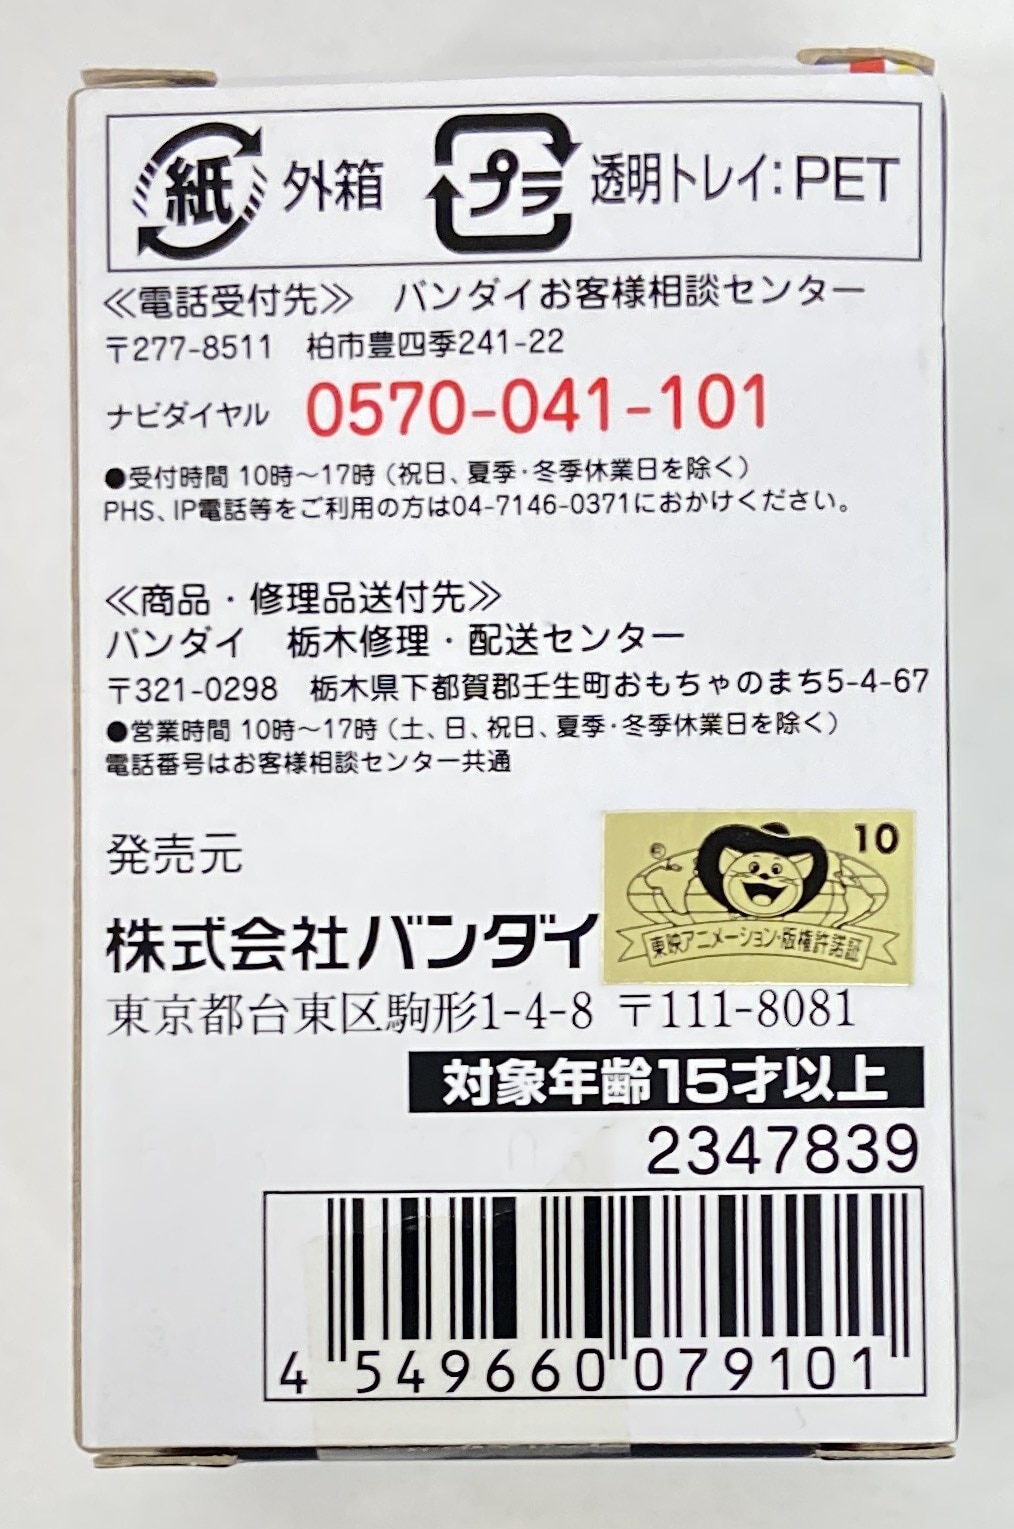 紙 外箱 プラ 透明トレイ：PET
≪電話受付先≫　バンダイお客様相談センター
〒277-8511　柏市豊四季241-22
ナビダイヤル　0570-041-101
●受付時間 10時～17時（祝日、夏季・冬季休業日を除く）
PHS、IP電話等をご利用の方は04-7146-0371におかけください。
≪商品・修理品送付先≫
バンダイ　栃木修理・配送センター
〒321-0298　栃木県下都賀郡壬生町おもちゃのまち5-4-67
●営業時間 10時～17時（土、日、祝日、夏季・冬季休業日を除く）
電話番号はお客様相談センター共通
発売元
10
東映アニメーション・版権許諾証
株式会社バンダイ
東京都台東区駒形1-4-8 〒111-8081
対象年齢15才以上
2347839
4 549660 079101